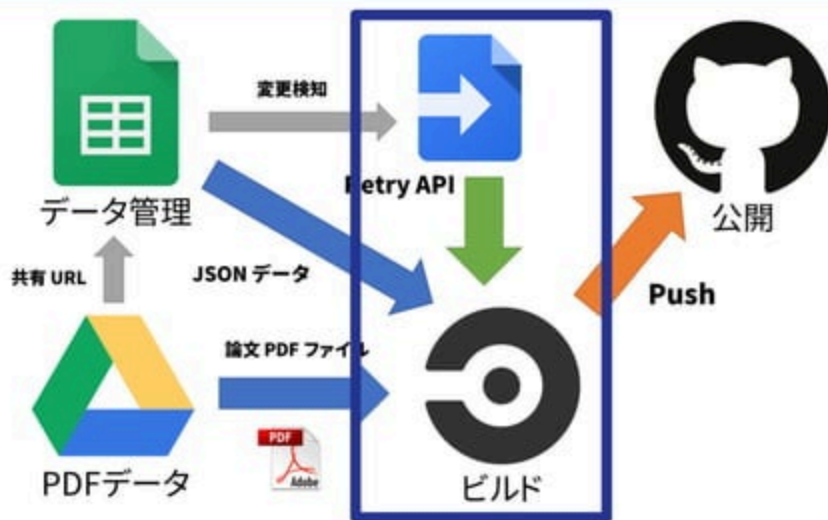 変更検知
Retry API
データ管理
公開
共有 URL
JSON データ
Push
論文 PDF ファイル
PDF
Adobe
PDFデータ
ビルド